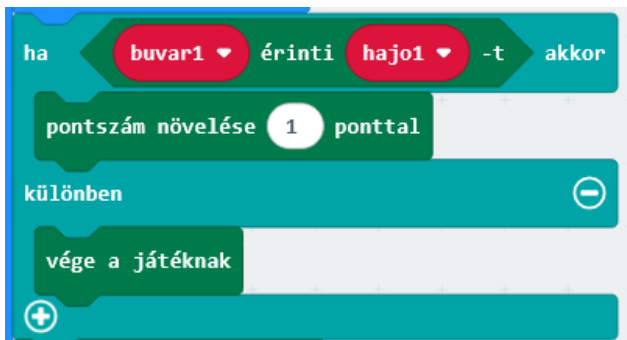 ha buvar1 érinti hajo1 -t akkor
pontszám növelése 1 ponttal
különben
vége a játéknak